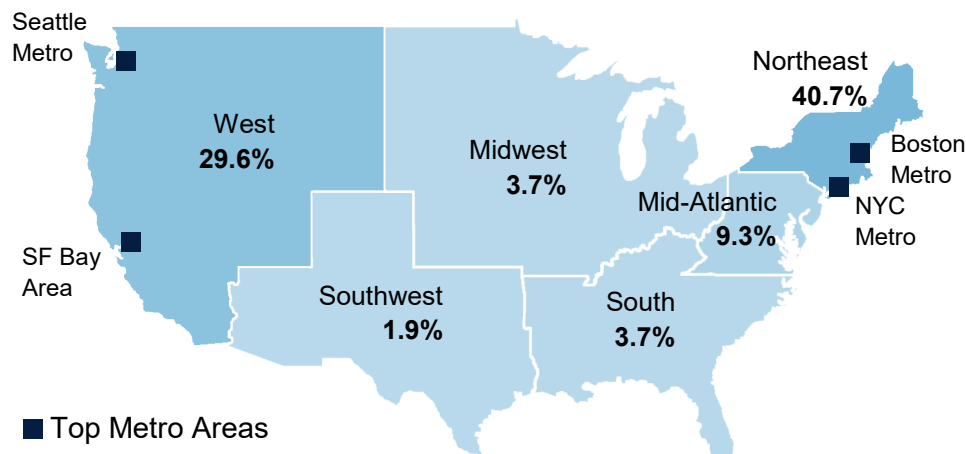 Seattle
Metro
Northeast
40.7%
West
29.6%
Midwest
3.7%
Boston
Metro
Mid-Atlantic
9.3%
NYC
Metro
SF Bay
Area
Southwest
1.9%
South
3.7%
Top Metro Areas